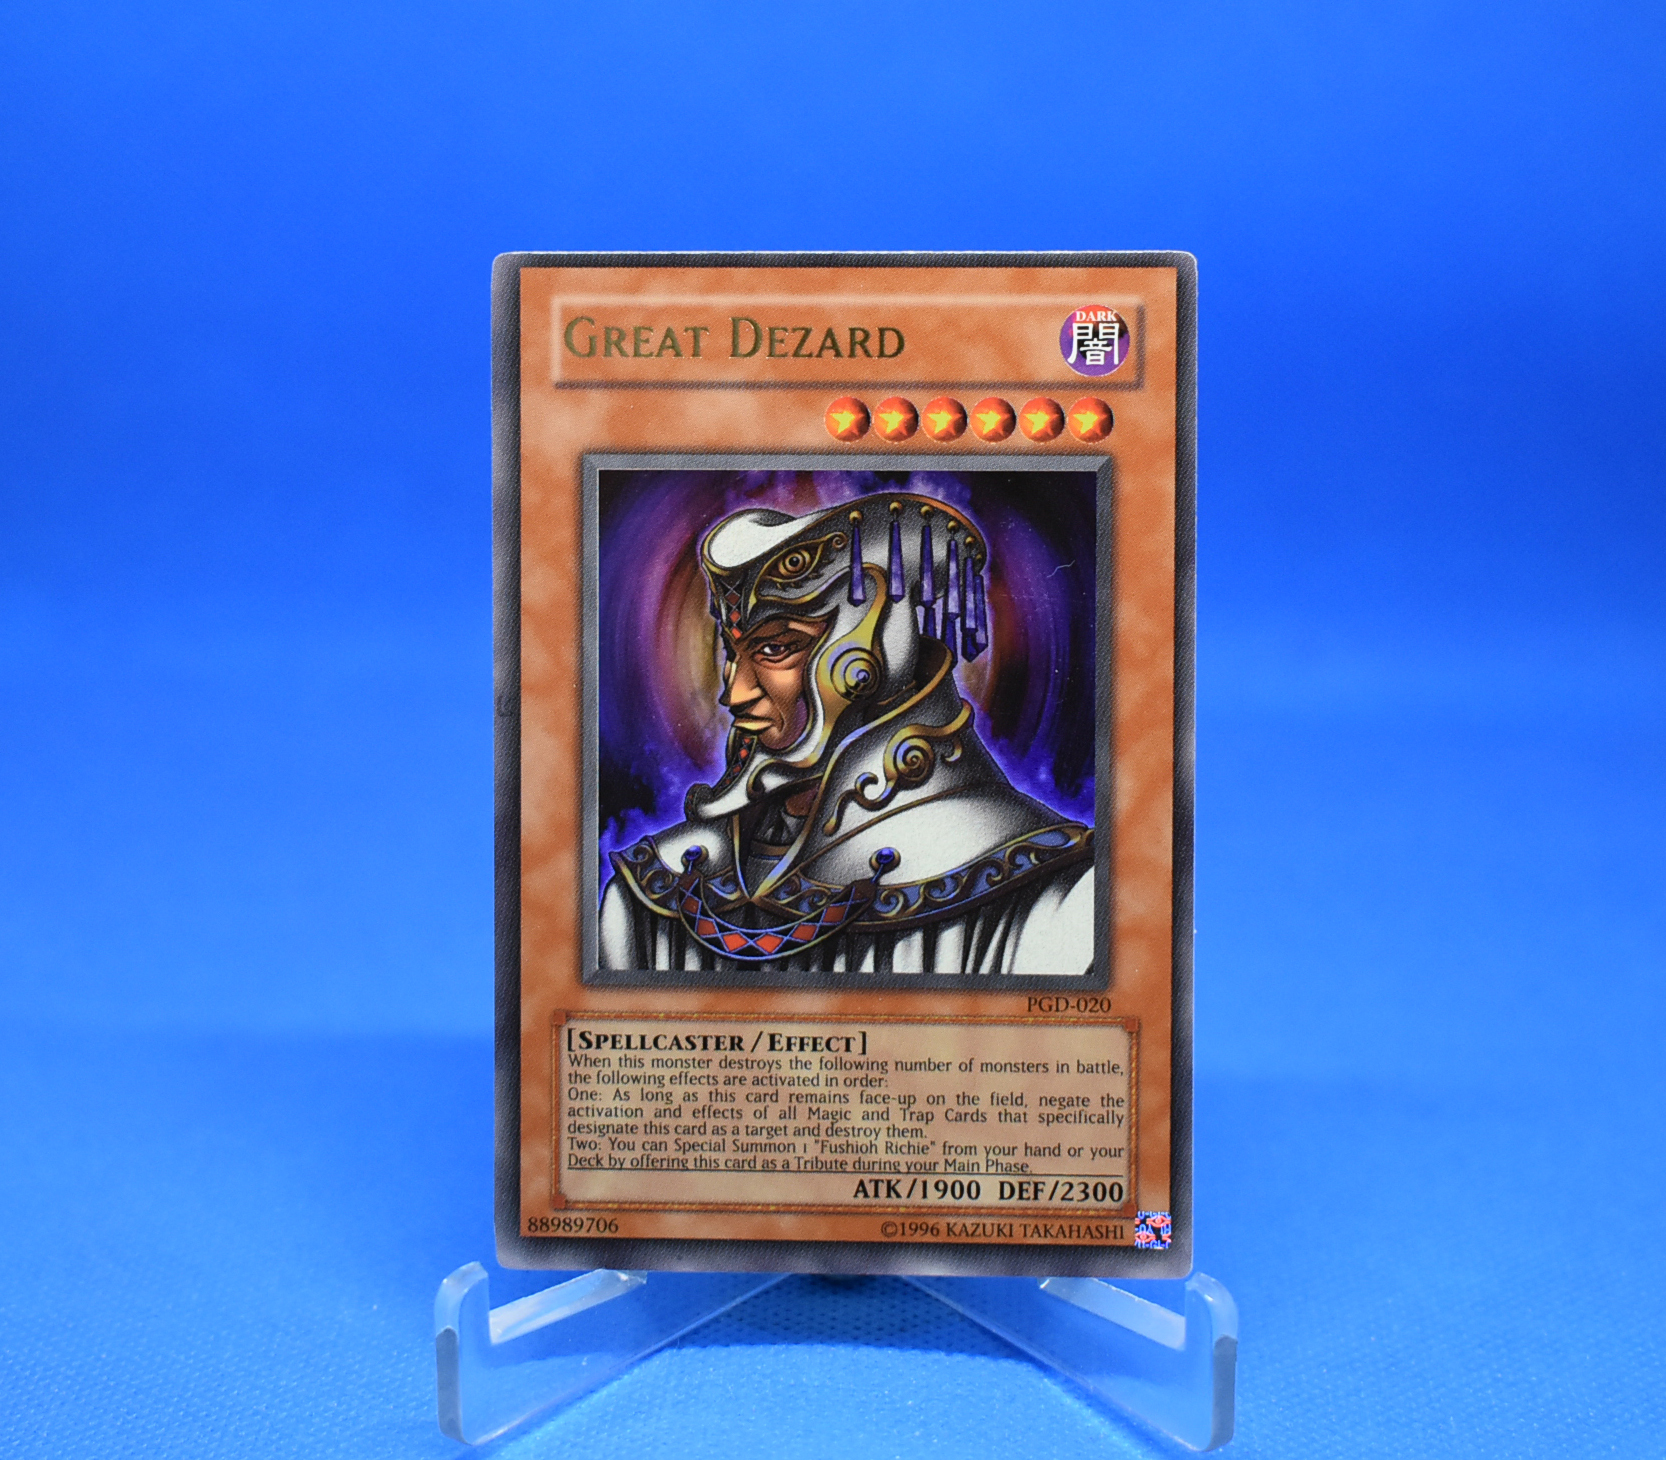 GREAT DEZARD
DARK
闇
PGD-020
[SPELLCASTER / EFFECT]
When this monster destroys the following number of monsters in battle,
the following effects are activated in order:
One: As long as this card remains face-up on the field, negate the
activation and effects of all Magic and Trap Cards that specifically
designate this card as a target and destroy them.
Two: You can Special Summon 1 "Fushioh Richie" from your hand or your
Deck by offering this card as a Tribute during your Main Phase.
ATK/1900 DEF/2300
88989706
©1996 KAZUKI TAKAHASHI